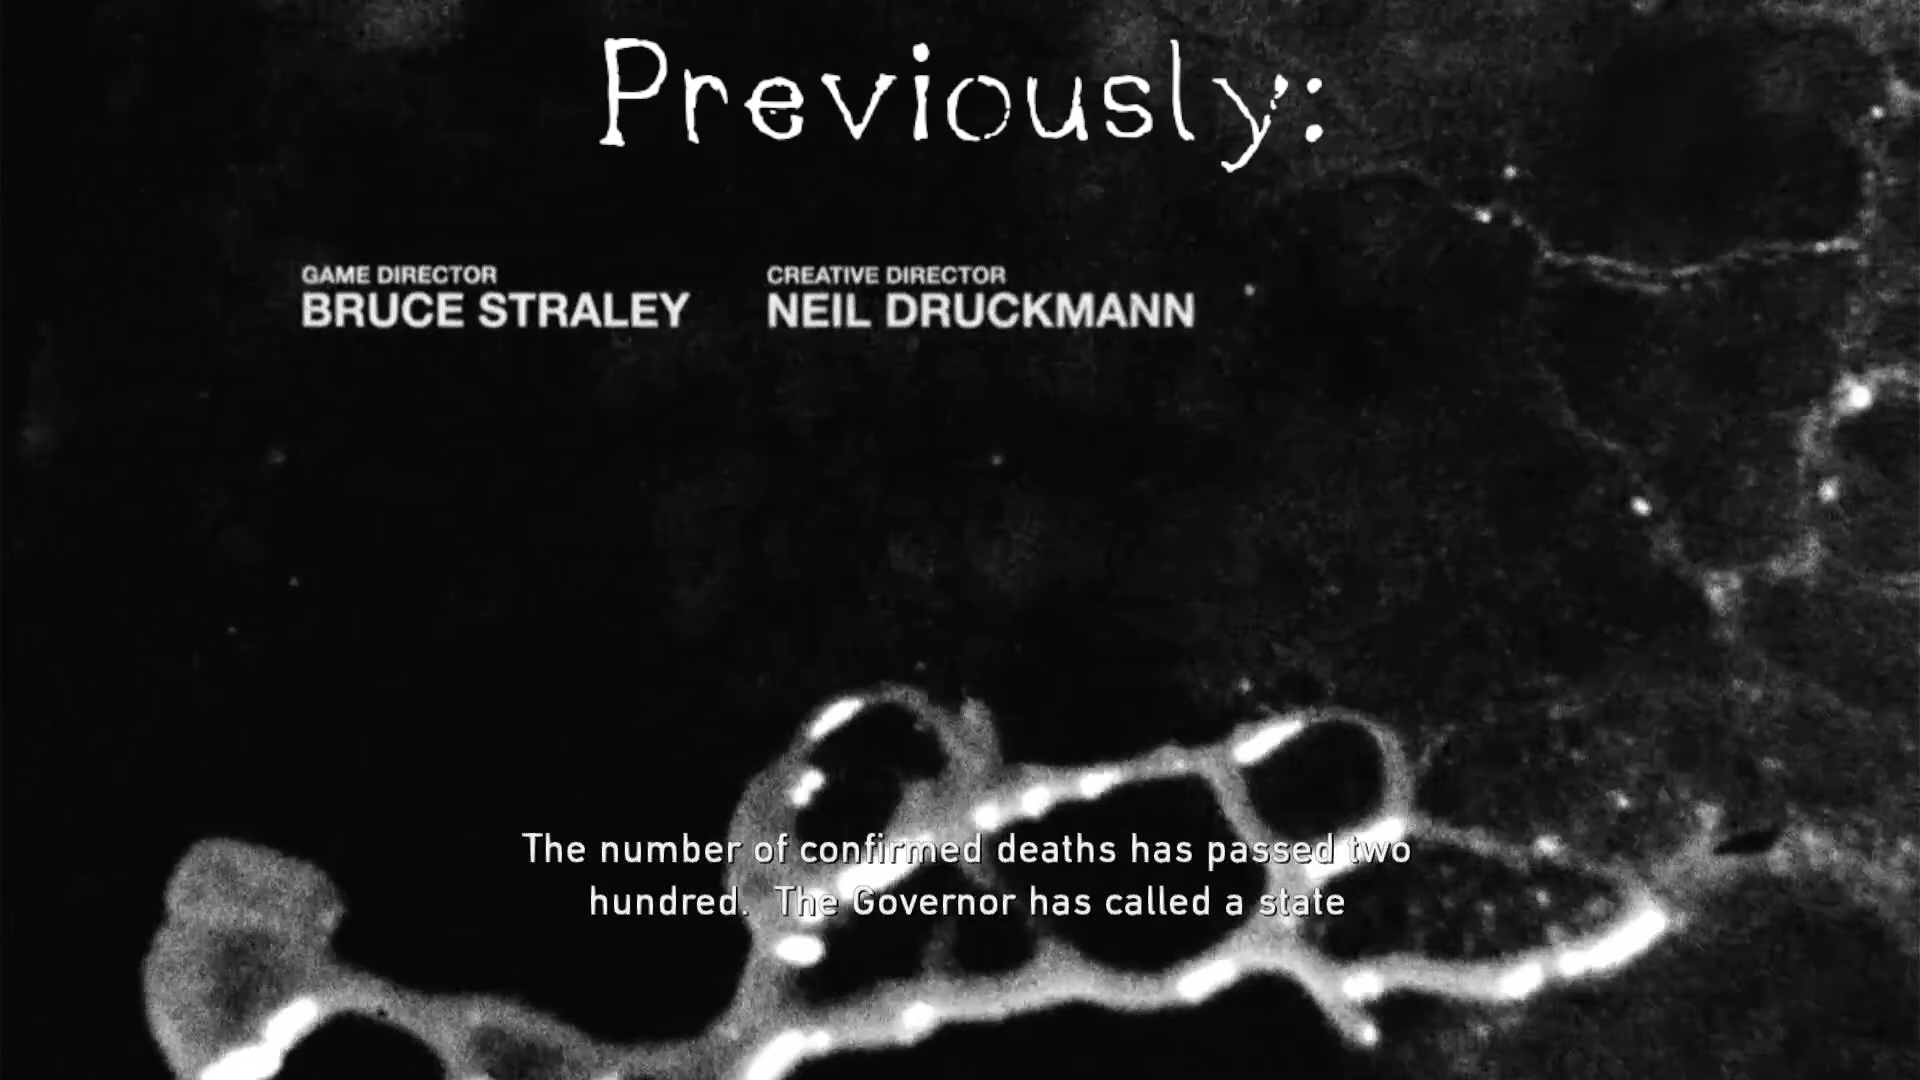 Previously:
GAME DIRECTOR
BRUCE STRALEY
CREATIVE DIRECTOR
NEIL DRUCKMANN
The number of confirmed deaths has passed two
hundred. The Governor has called a state